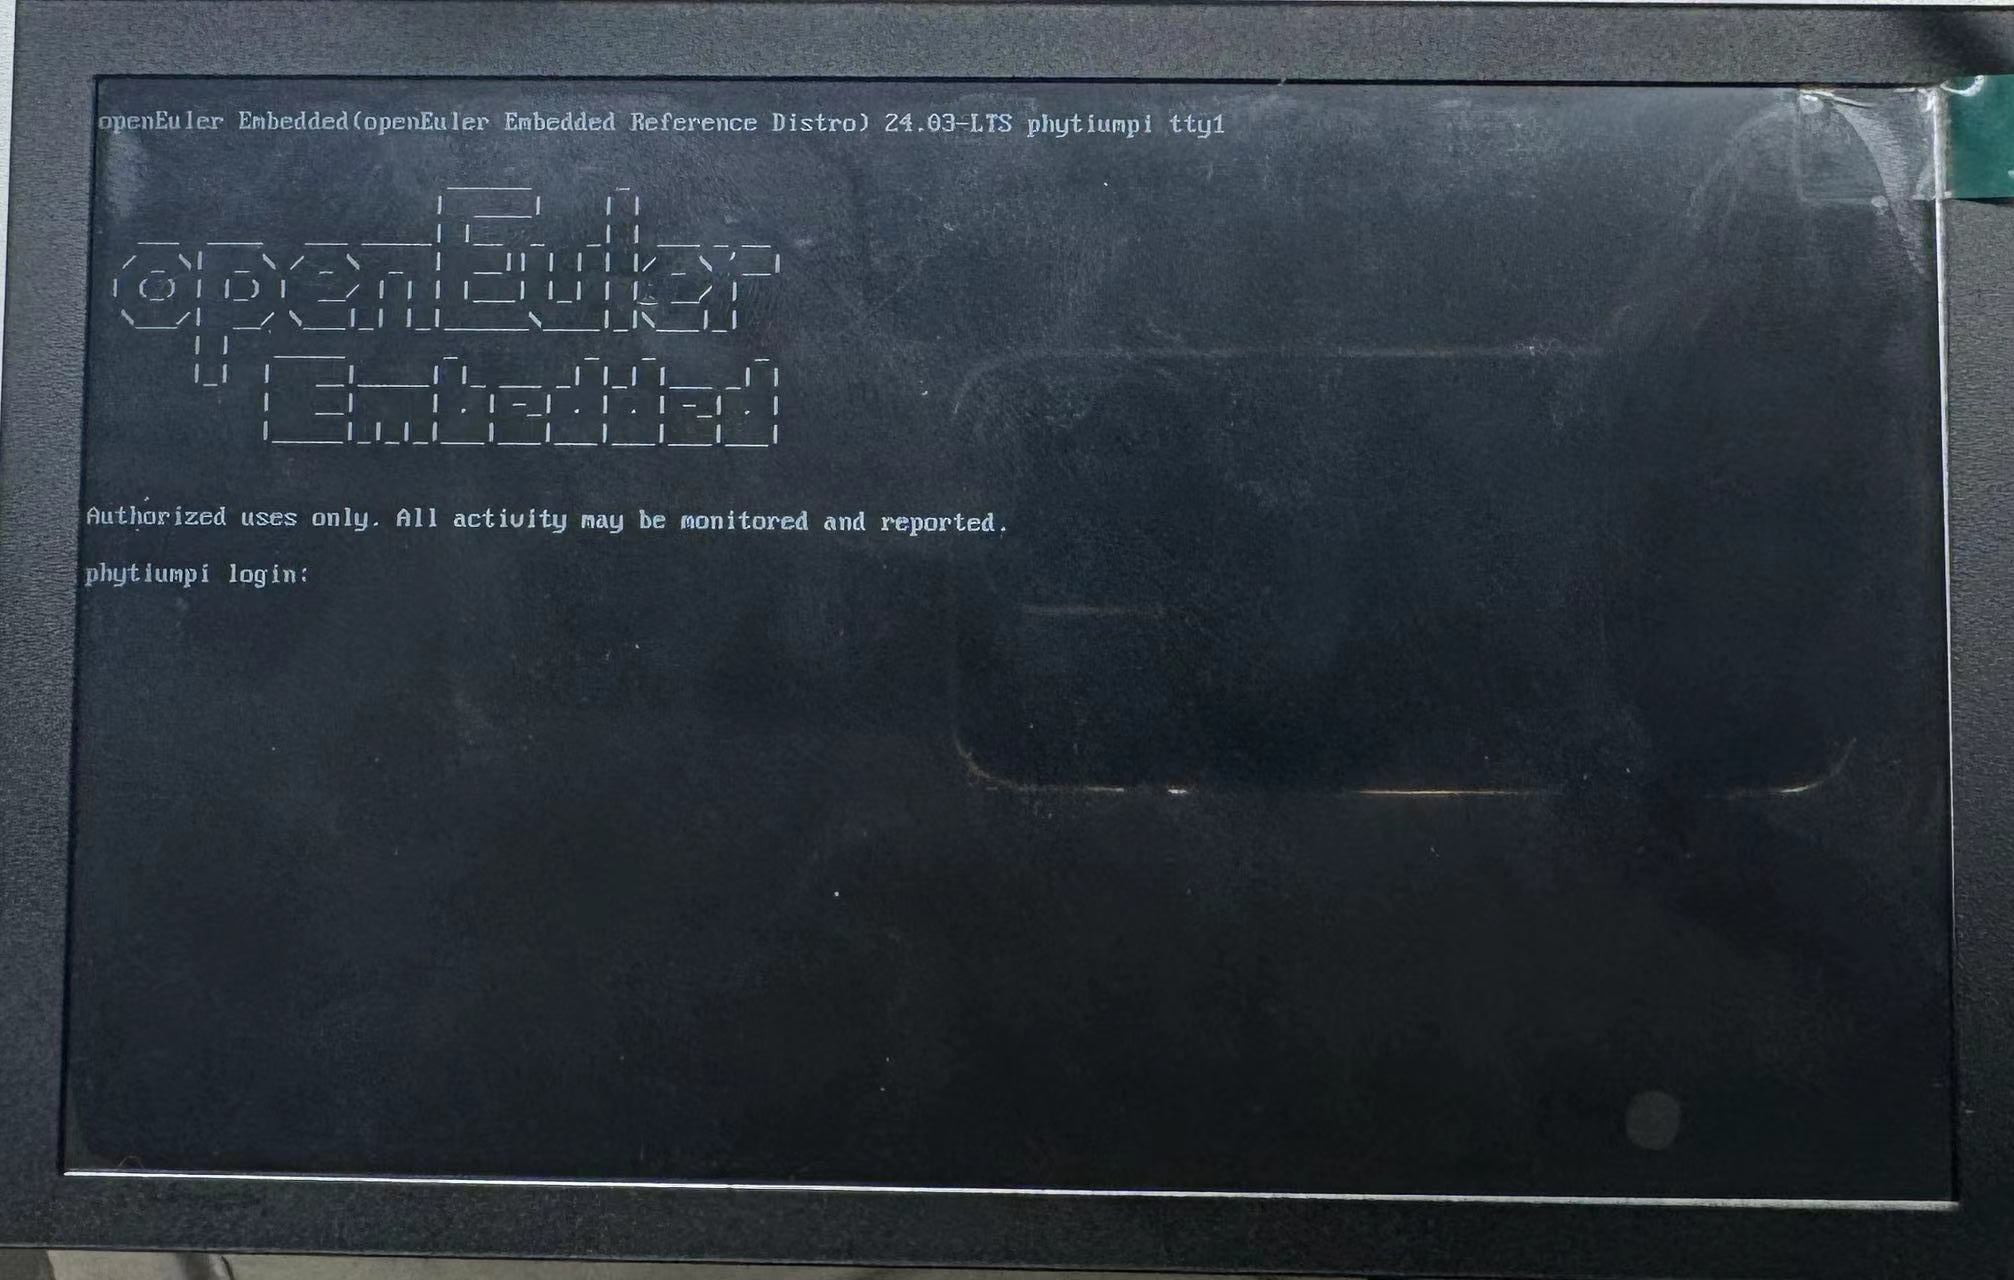 openEuler Embedded(openEuler Embedded Reference Distro) 24.03-LTS phytiumpi tty1
openEuler
Embedded
Authorized uses only. All activity may be monitored and reported.
phytiumpi login: